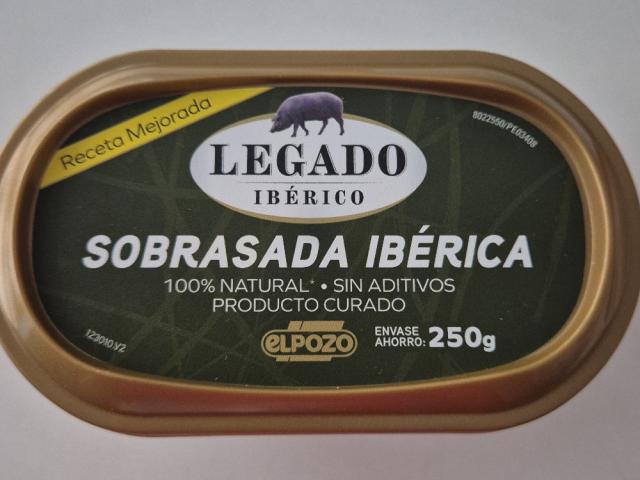 Receta Mejorada
8022550/PE03408
LEGADO
IBÉRICO
SOBRASADA IBÉRICA
100% NATURAL* • SIN ADITIVOS
PRODUCTO CURADO
ELPOZO
ENVASE
AHORRO: 250g
123010.V2